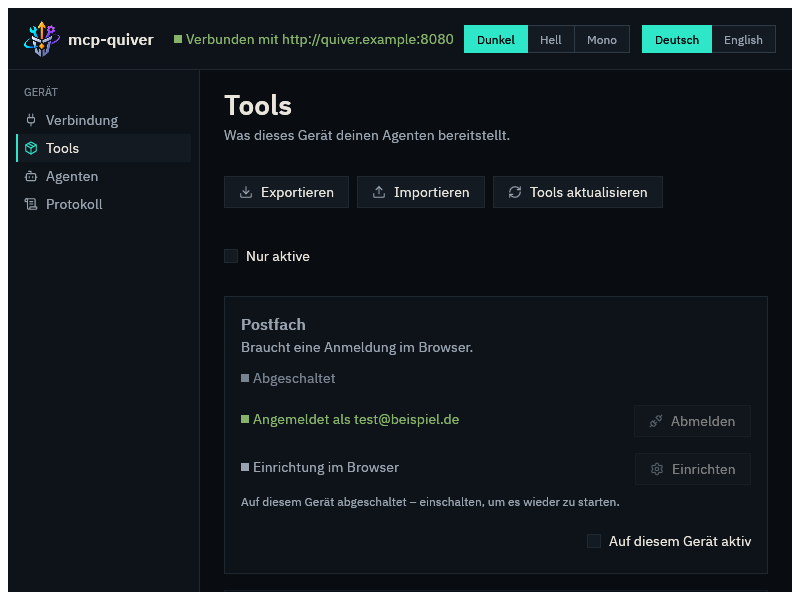 mcp-quiver
Verbunden mit http://quiver.example:8080
Dunkel
Hell
Mono
Deutsch
English
GERÄT
Verbindung
Tools
Agenten
Protokoll
Tools
Was dieses Gerät deinen Agenten bereitstellt.
Exportieren
Importieren
Tools aktualisieren
Nur aktive
Postfach
Braucht eine Anmeldung im Browser.
Abgeschaltet
Angemeldet als test@beispiel.de
Abmelden
Einrichtung im Browser
Einrichten
Auf diesem Gerät abgeschaltet – einschalten, um es wieder zu starten.
Auf diesem Gerät aktiv